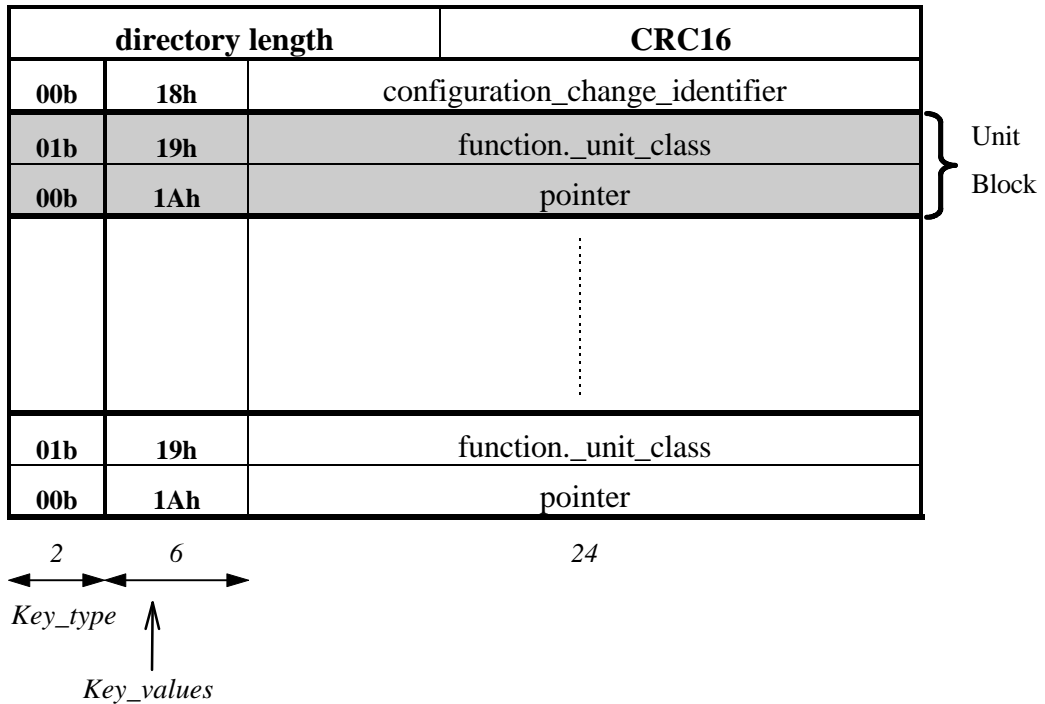 directory length CRC16
00b 18h configuration_change_identifier
01b 19h function._unit_class
00b 1Ah pointer
Unit
Block
01b 19h function._unit_class
00b 1Ah pointer
2 6 24
Key_type
Key_values